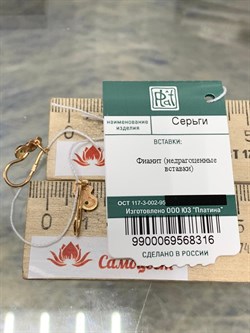 Plat
наименование
изделия
Серьги
ВСТАВКИ:
Фианит (недрагоценные
вставки)
ОСТ 117-3-002-95
Изготовлено ООО ЮЗ "Платина"
9900069568316
СДЕЛАНО В РОССИИ